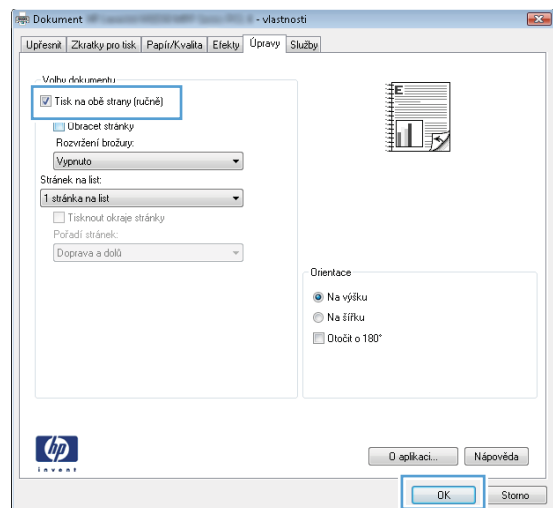 Dokument - vlastnosti
Upřesnit Zkratky pro tisk Papír/Kvalita Efekty Úpravy Služby
Volby dokumentu
Tisk na obě strany (ručně)
Obracet stránky
Rozvržení brožury:
Vypnuto
Stránek na list:
1 stránka na list
Tisknout okraje stránky
Pořadí stránek:
Doprava a dolů
E
Orientace
Na výšku
Na šířku
Otočit o 180°
hp
invent
O aplikaci... Nápověda
OK Storno